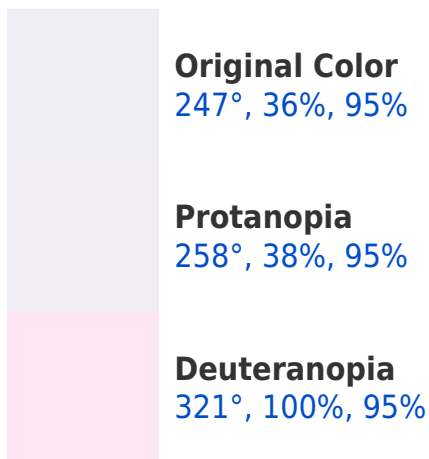 Original Color
247°, 36%, 95%
Protanopia
258°, 38%, 95%
Deuteranopia
321°, 100%, 95%